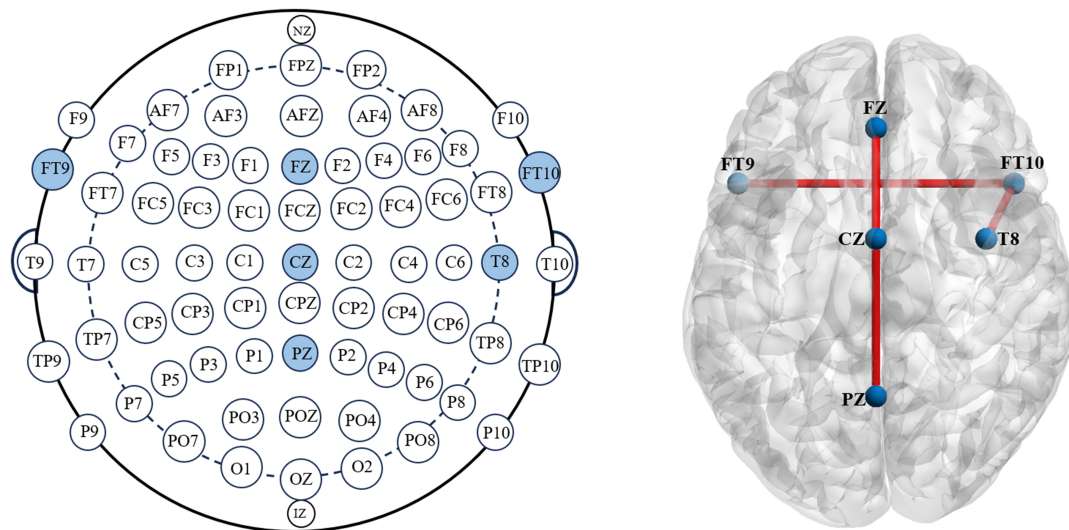 NZ
FP1 FPZ FP2
AF7 AF3 AFZ AF4 AF8
F9 F7 F5 F3 F1 FZ F2 F4 F6 F8 F10
FT9 FT7 FC5 FC3 FC1 FCZ FC2 FC4 FC6 FT8 FT10
T9 T7 C5 C3 C1 CZ C2 C4 C6 T8 T10
TP9 TP7 CP5 CP3 CP1 CPZ CP2 CP4 CP6 TP8 TP10
P9 P7 P5 P3 P1 PZ P2 P4 P6 P8 P10
PO7 PO3 POZ PO4 PO8
O1 OZ O2
IZ
FZ
FT9 FT10
CZ T8
PZ